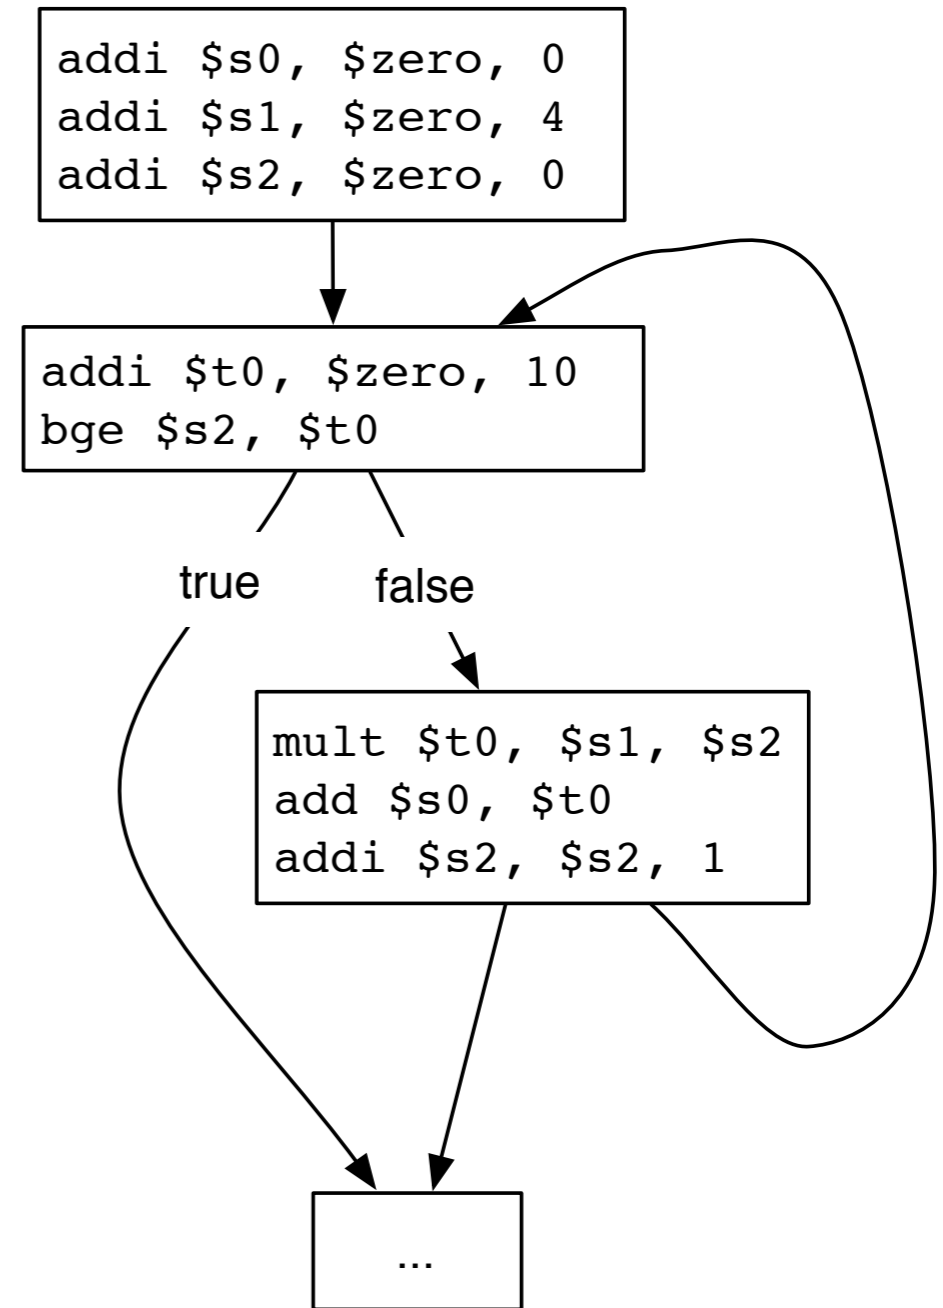 addi $s0, $zero, 0
addi $s1, $zero, 4
addi $s2, $zero, 0
addi $t0, $zero, 10
bge $s2, $t0
true
false
mult $t0, $s1, $s2
add $s0, $t0
addi $s2, $s2, 1
...